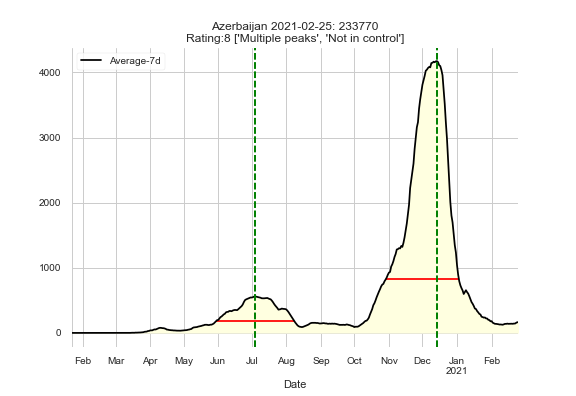 Azerbaijan 2021-02-25: 233770
Rating:8 ['Multiple peaks', 'Not in control']
Average-7d
4000
3000
2000
1000
0
Feb Mar Apr May Jun Jul Aug Sep Oct Nov Dec Jan Feb
2021
Date